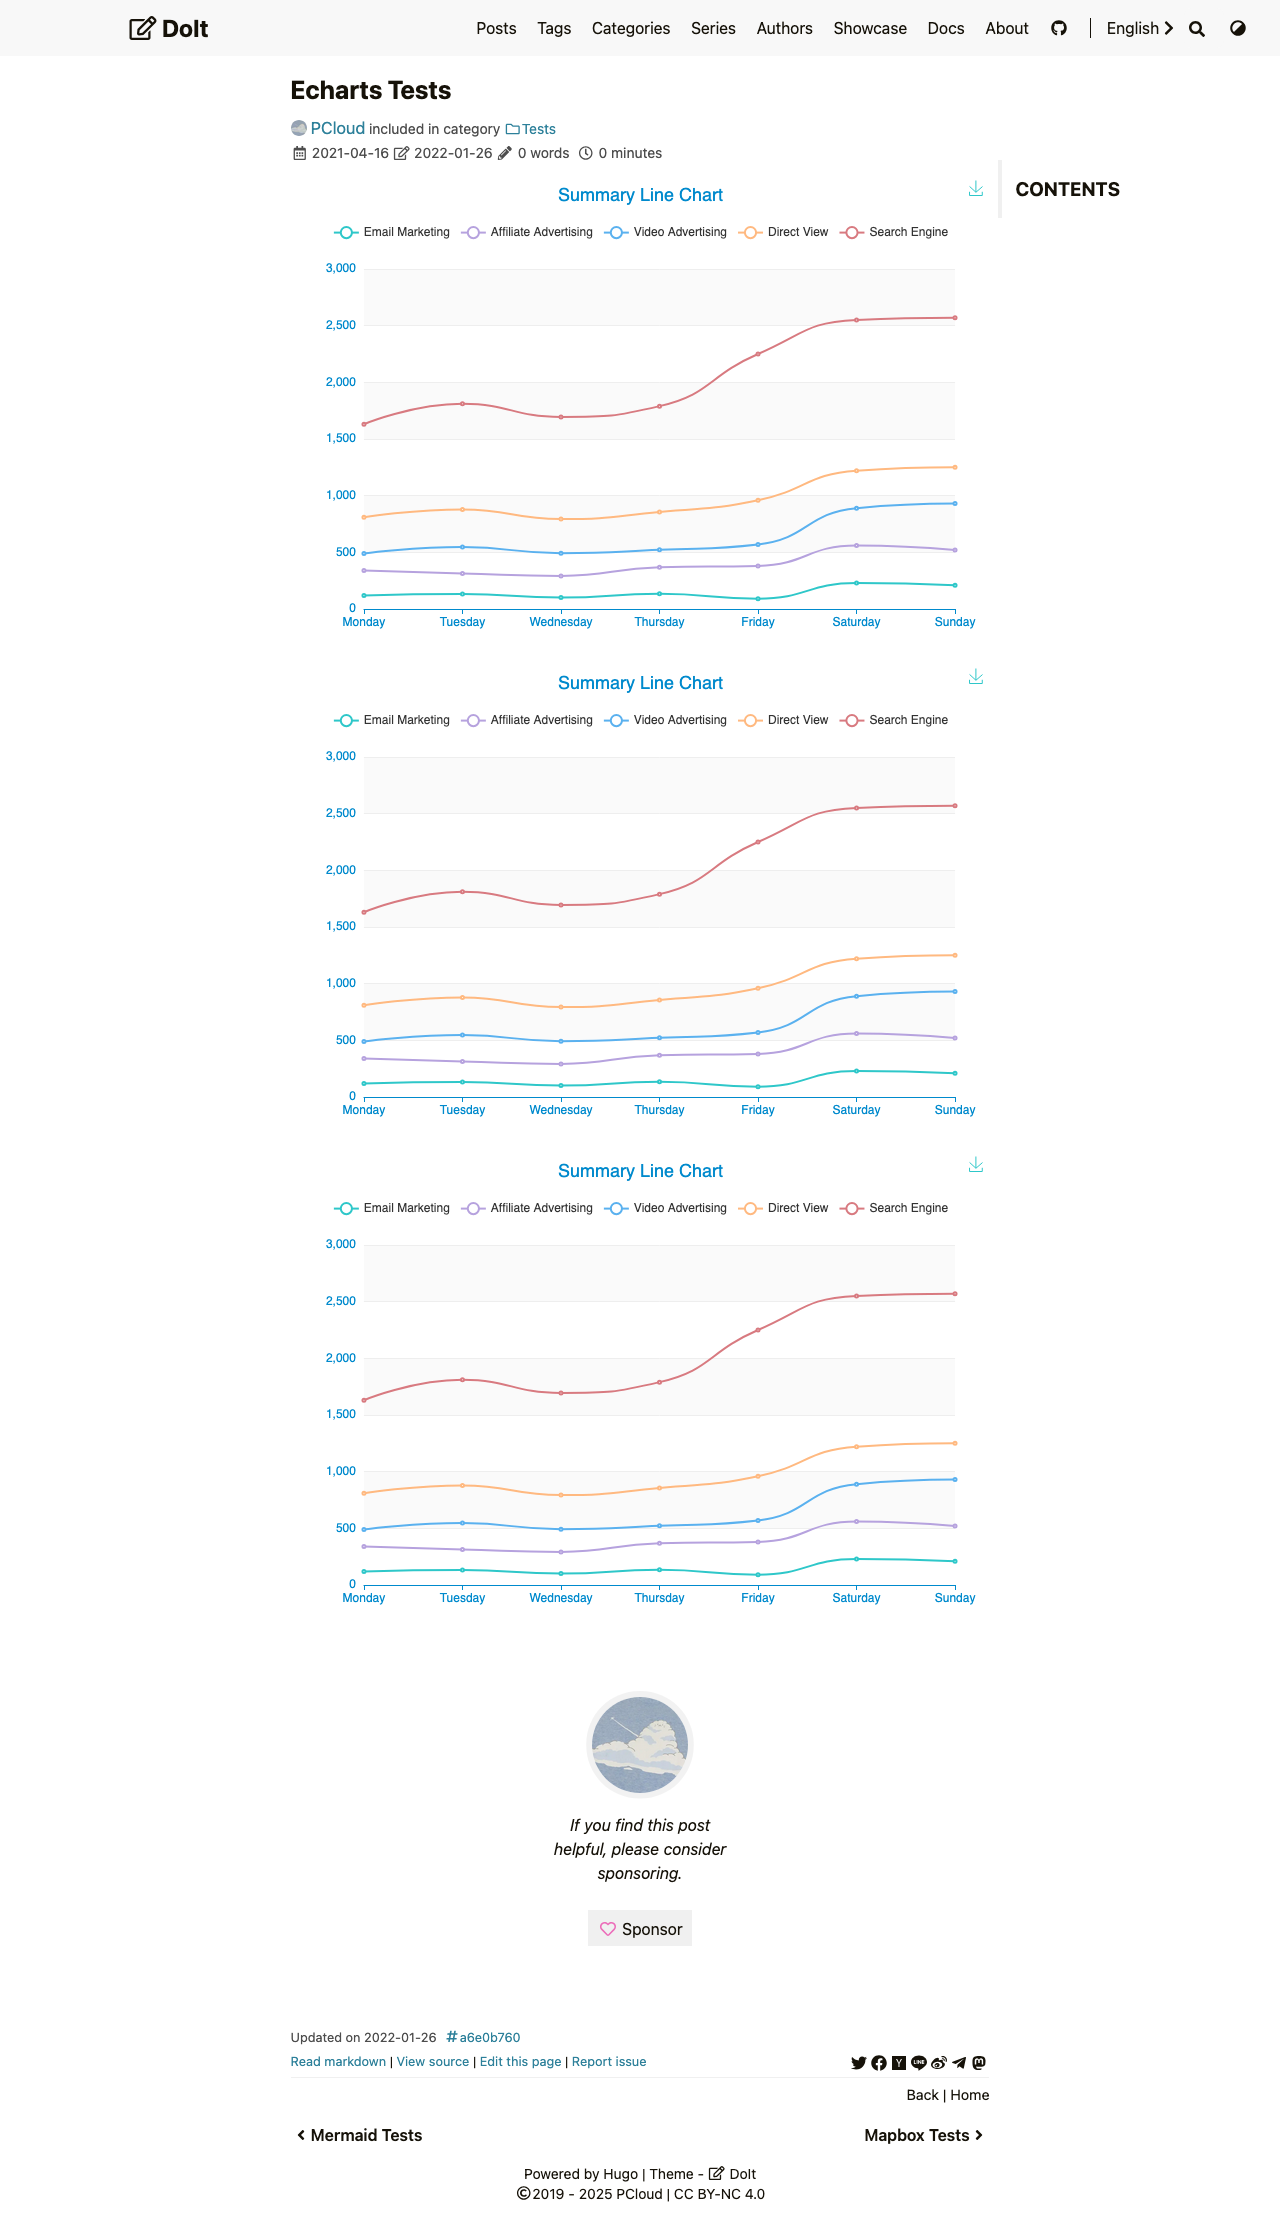 DoIt
Posts Tags Categories Series Authors Showcase Docs About English
Echarts Tests
PCloud included in category Tests
2021-04-16 2022-01-26 0 words 0 minutes
CONTENTS
Summary Line Chart
Email Marketing Affiliate Advertising Video Advertising Direct View Search Engine
3,000
2,500
2,000
1,500
1,000
500
0
Monday Tuesday Wednesday Thursday Friday Saturday Sunday
Summary Line Chart
Email Marketing Affiliate Advertising Video Advertising Direct View Search Engine
3,000
2,500
2,000
1,500
1,000
500
0
Monday Tuesday Wednesday Thursday Friday Saturday Sunday
Summary Line Chart
Email Marketing Affiliate Advertising Video Advertising Direct View Search Engine
3,000
2,500
2,000
1,500
1,000
500
0
Monday Tuesday Wednesday Thursday Friday Saturday Sunday
If you find this post
helpful, please consider
sponsoring.
Sponsor
Updated on 2022-01-26 #a6e0b760
Read markdown | View source | Edit this page | Report issue
Back | Home
Mermaid Tests
Mapbox Tests
Powered by Hugo | Theme - DoIt
©2019 - 2025 PCloud | CC BY-NC 4.0